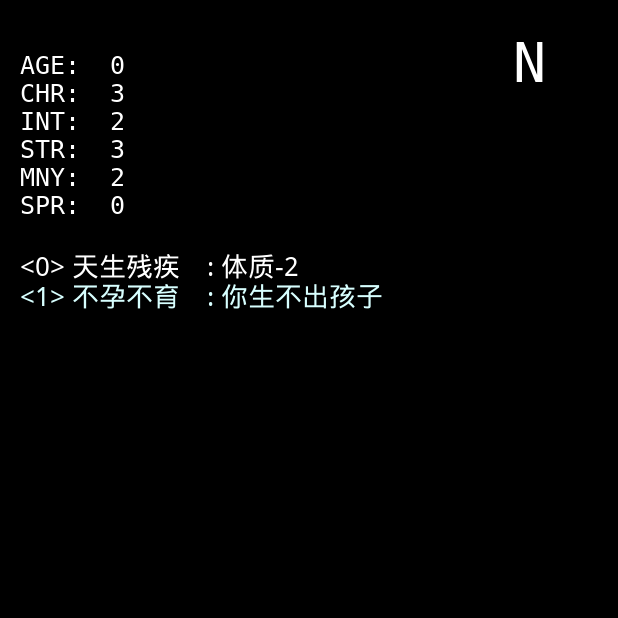 N
AGE: 0
CHR: 3
INT: 2
STR: 3
MNY: 2
SPR: 0
<0> 天生残疾 : 体质-2
<1> 不孕不育 : 你生不出孩子